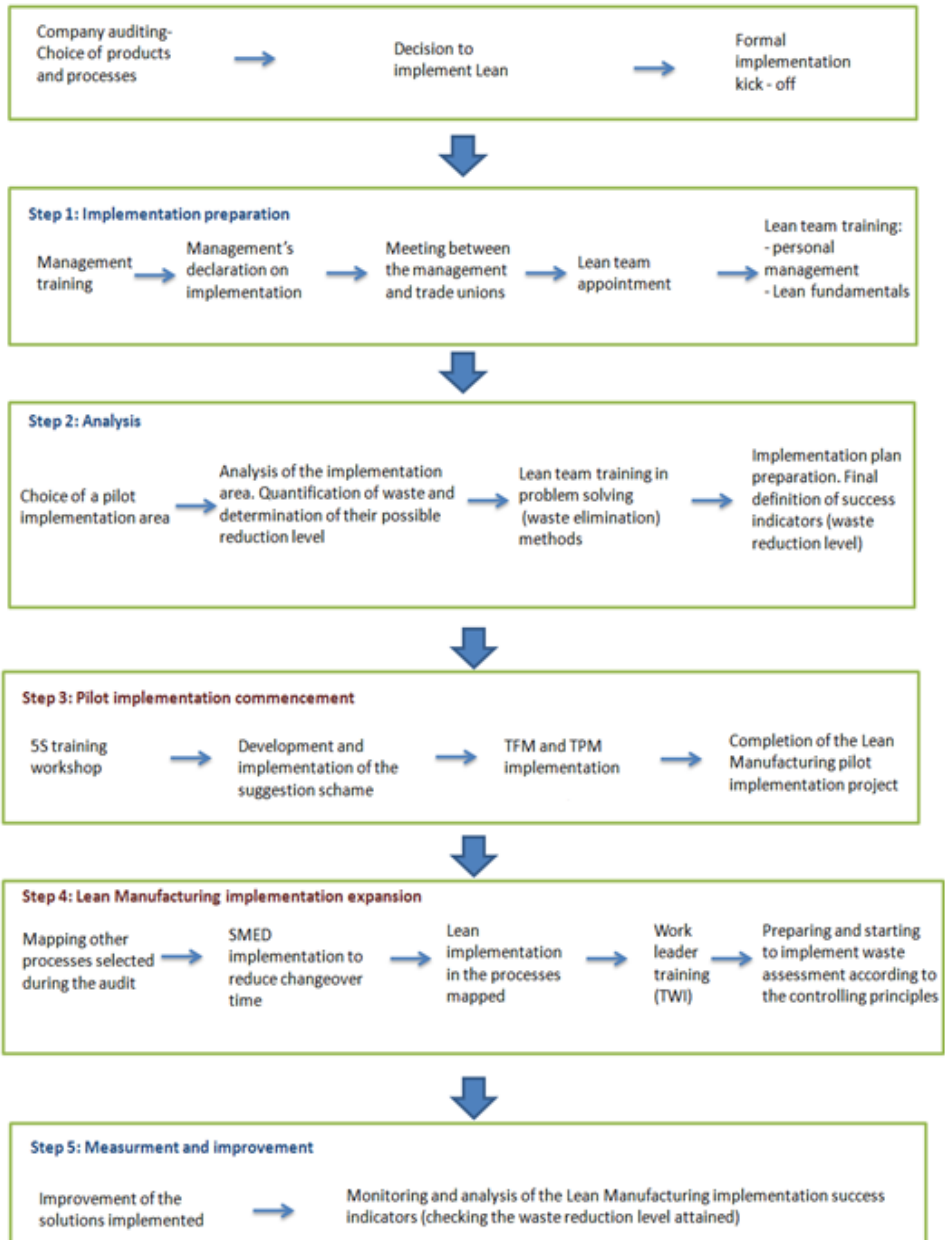 Company auditing-
Choice of products
and processes
Decision to
implement Lean
Formal
implementation
kick - off
Step 1: Implementation preparation
Management
training
Management's
declaration on
implementation
Meeting between
the management
and trade unions
Lean team
appointment
Lean team training:
- personal
management
- Lean fundamentals
Step 2: Analysis
Choice of a pilot
implementation area
Analysis of the implementation
area. Quantification of waste and
determination of their possible
reduction level
Lean team training in
problem solving
(waste elimination)
methods
Implementation plan
preparation. Final
definition of success
indicators (waste
reduction level)
Step 3: Pilot implementation commencement
5S training
workshop
Development and
implementation of the
suggestion schame
TFM and TPM
implementation
Completion of the Lean
Manufacturing pilot
implementation project
Step 4: Lean Manufacturing implementation expansion
Mapping other
processes selected
during the audit
SMED
implementation to
reduce changeover
time
Lean
implementation
in the processes
mapped
Work
leader
training
(TWI)
Preparing and starting
to implement waste
assessment according to
the controlling principles
Step 5: Measurment and improvement
Improvement of the
solutions implemented
Monitoring and analysis of the Lean Manufacturing implementation success
indicators (checking the waste reduction level attained)